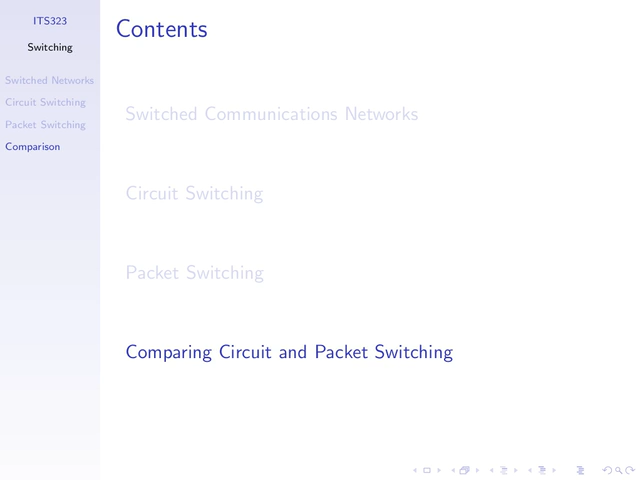 ITS323
Switching
Switched Networks
Circuit Switching
Packet Switching
Comparison
Contents
Switched Communications Networks
Circuit Switching
Packet Switching
Comparing Circuit and Packet Switching